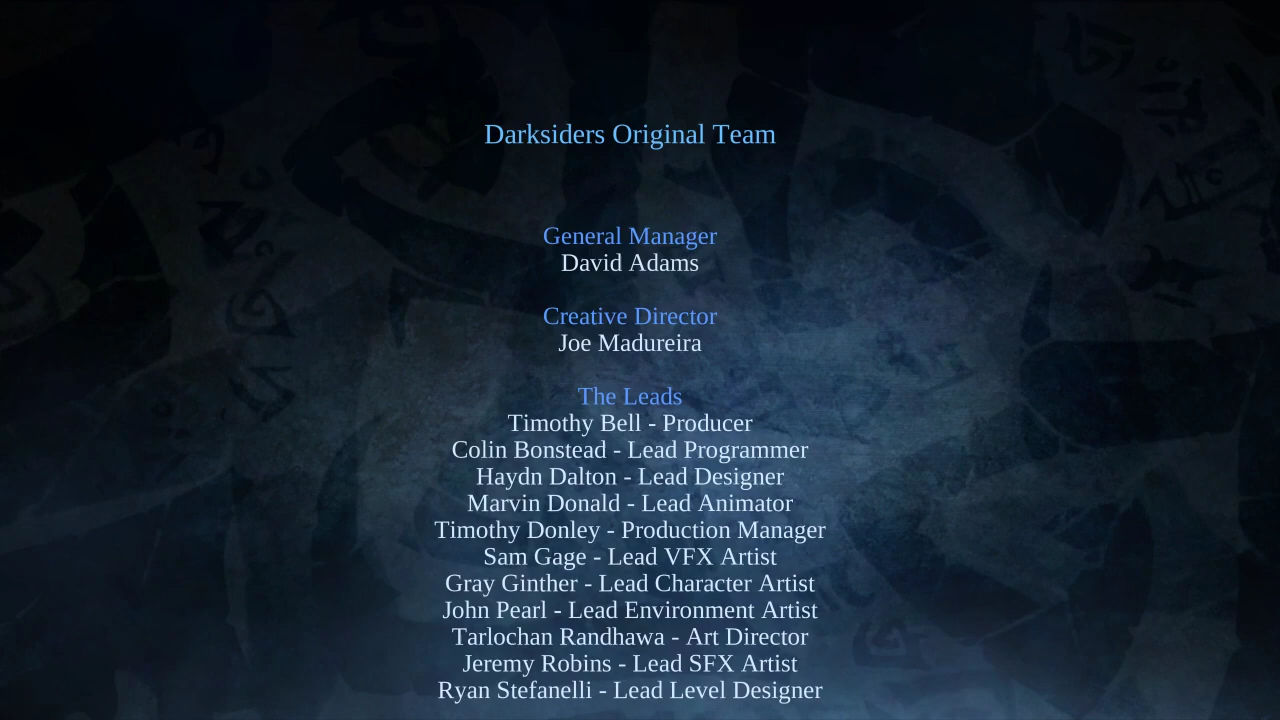 Darksiders Original Team
General Manager
David Adams
Creative Director
Joe Madureira
The Leads
Timothy Bell - Producer
Colin Bonstead - Lead Programmer
Haydn Dalton - Lead Designer
Marvin Donald - Lead Animator
Timothy Donley - Production Manager
Sam Gage - Lead VFX Artist
Gray Ginther - Lead Character Artist
John Pearl - Lead Environment Artist
Tarlochan Randhawa - Art Director
Jeremy Robins - Lead SFX Artist
Ryan Stefanelli - Lead Level Designer